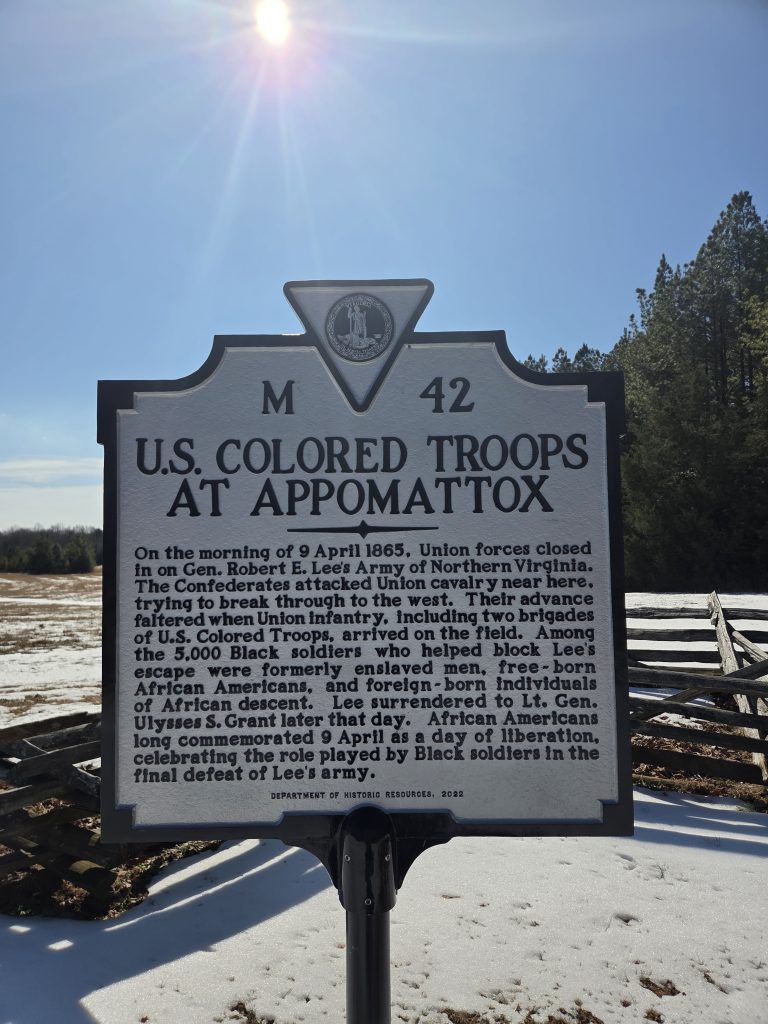 M 42
U.S. COLORED TROOPS
AT APPOMATTOX
On the morning of 9 April 1865, Union forces closed
in on Gen. Robert E. Lee's Army of Northern Virginia.
The Confederates attacked Union cavalry near here,
trying to break through to the west. Their advance
faltered when Union infantry, including two brigades
of U.S. Colored Troops, arrived on the field. Among
the 5,000 Black soldiers who helped block Lee's
escape were formerly enslaved men, free-born
African Americans, and foreign-born individuals
of African descent. Lee surrendered to Lt. Gen.
Ulysses S. Grant later that day. African Americans
long commemorated 9 April as a day of liberation,
celebrating the role played by Black soldiers in the
final defeat of Lee's army.
DEPARTMENT OF HISTORIC RESOURCES, 2022